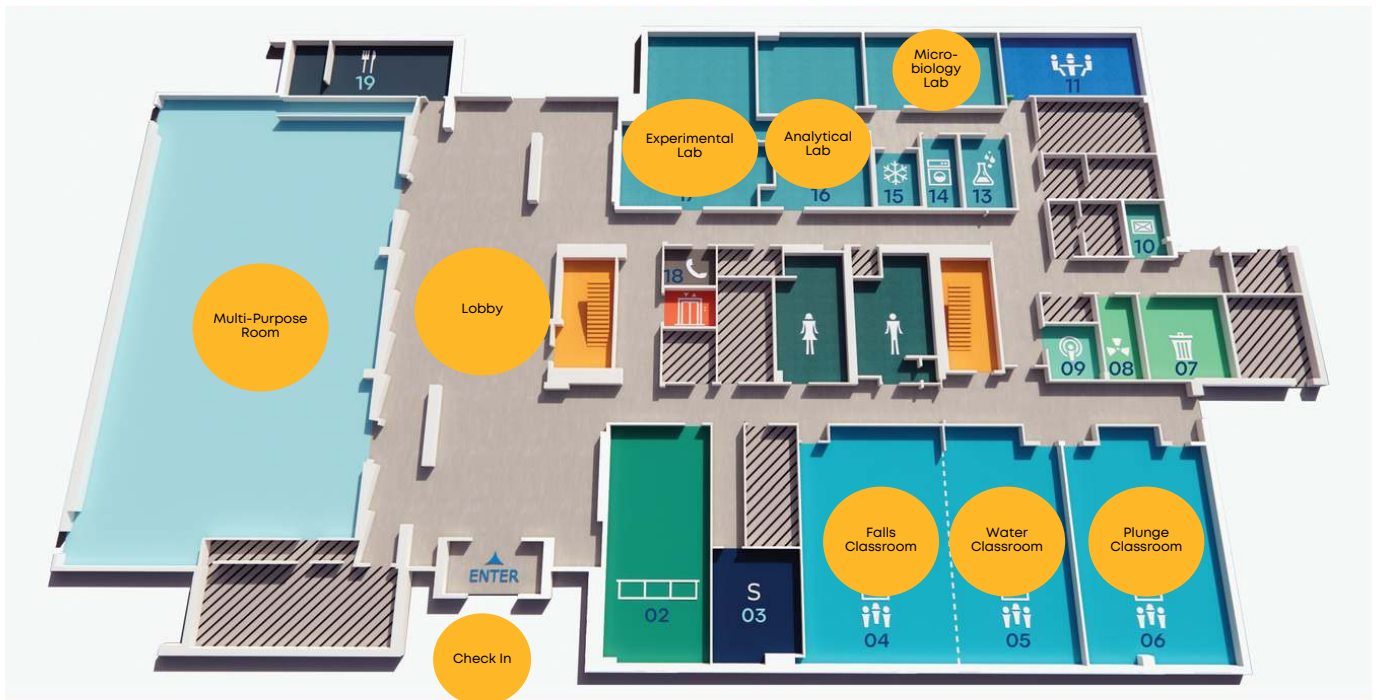 19
Micro-
biology
Lab
11
Experimental
Lab
Analytical
Lab
17
16
15
14
13
10
18
Multi-Purpose
Room
Lobby
09
08
07
Falls
Classroom
Water
Classroom
Plunge
Classroom
ENTER
02
S
03
04
05
06
Check In